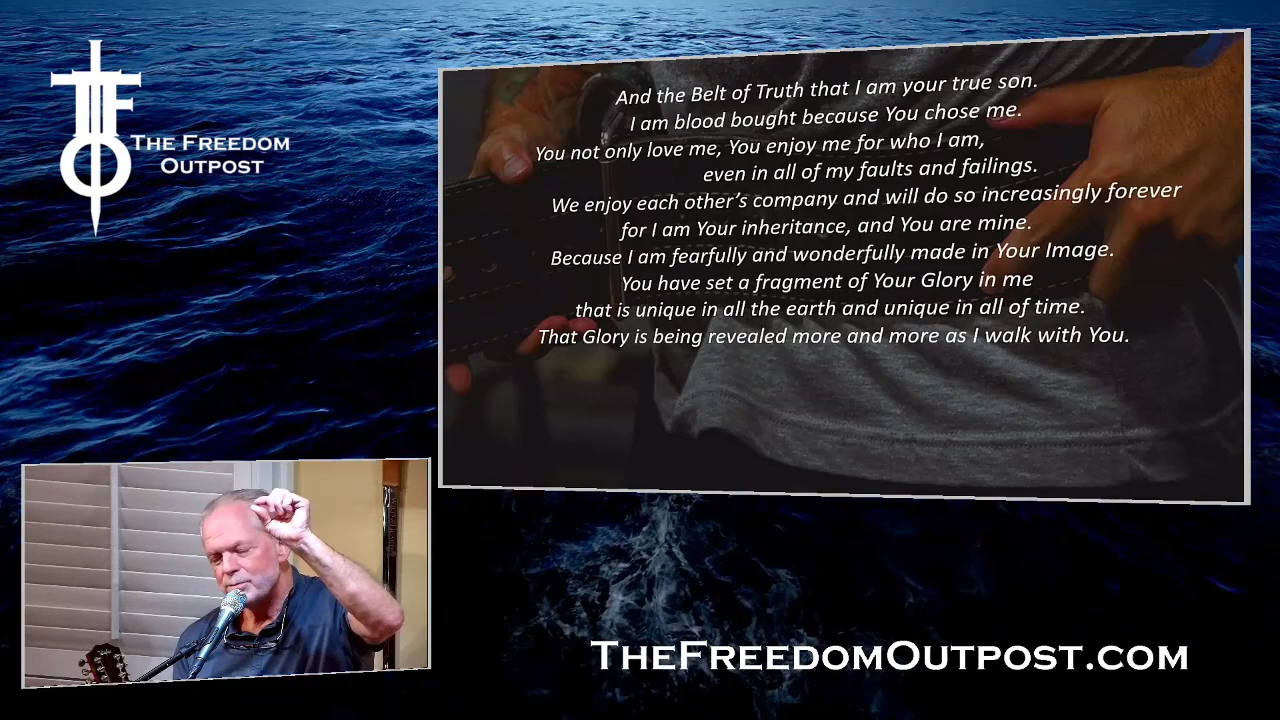 The Freedom
Outpost
And the Belt of Truth that I am your true son.
I am blood bought because You chose me.
You not only love me, You enjoy me for who I am,
even in all of my faults and failings.
We enjoy each other's company and will do so increasingly forever
for I am Your inheritance, and You are mine.
Because I am fearfully and wonderfully made in Your Image.
You have set a fragment of Your Glory in me
that is unique in all the earth and unique in all of time.
That Glory is being revealed more and more as I walk with You.
TheFreedomOutpost.com